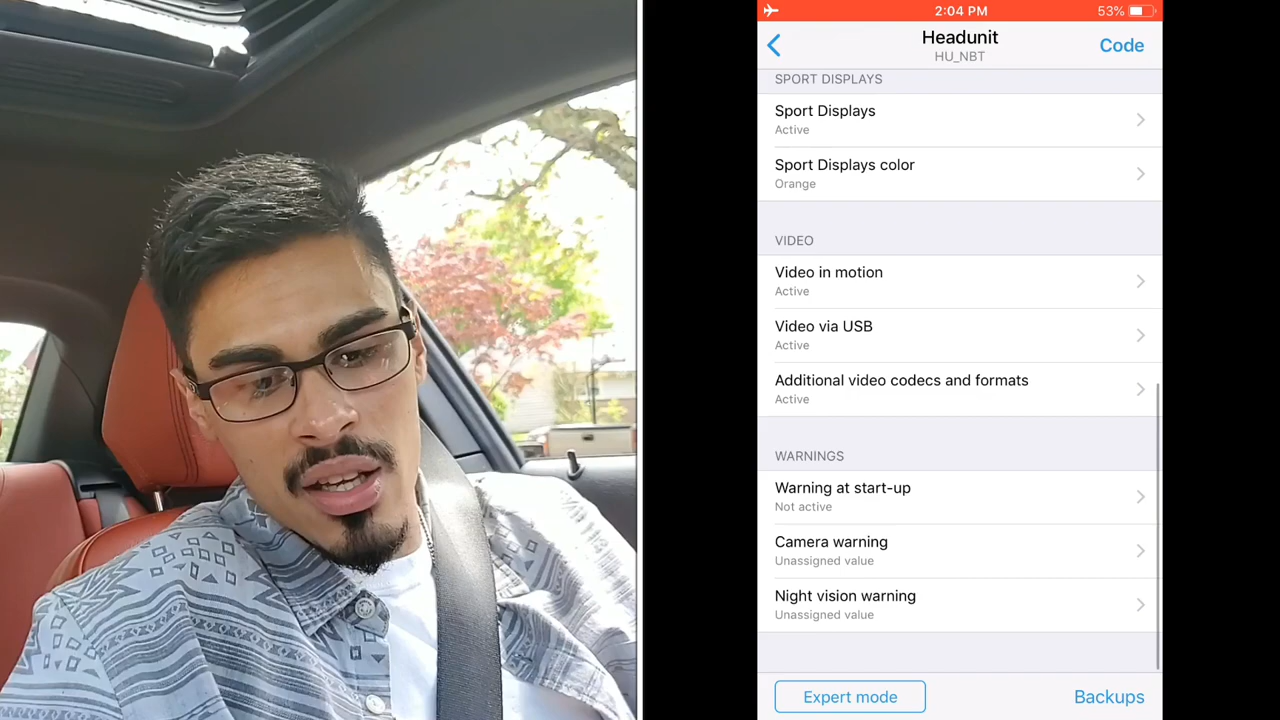 2:04 PM
53%
Headunit
Code
HU_NBT
SPORT DISPLAYS
Sport Displays
Active
Sport Displays color
Orange
VIDEO
Video in motion
Active
Video via USB
Active
Additional video codecs and formats
Active
WARNINGS
Warning at start-up
Not active
Camera warning
Unassigned value
Night vision warning
Unassigned value
Expert mode
Backups